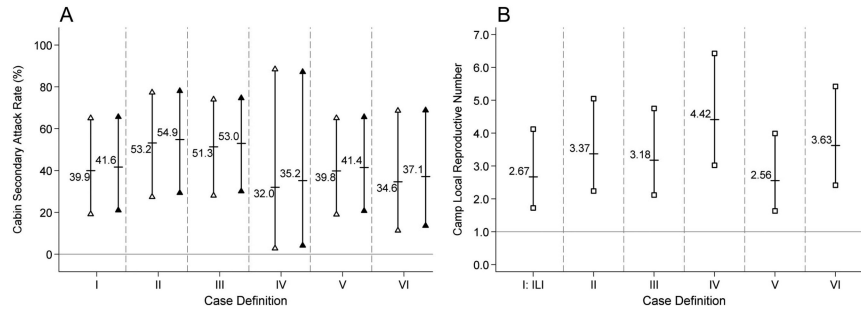 A
Cabin Secondary Attack Rate (%)
100
80
60
40
20
0
39.9
41.6
53.2
54.9
51.3
53.0
32.0
35.2
39.8
41.4
34.6
37.1
I
II
III
IV
V
VI
Case Definition
B
Camp Local Reproductive Number
7.0
6.0
5.0
4.0
3.0
2.0
1.0
0.0
2.67
3.37
3.18
4.42
2.56
3.63
I: ILI
II
III
IV
V
VI
Case Definition